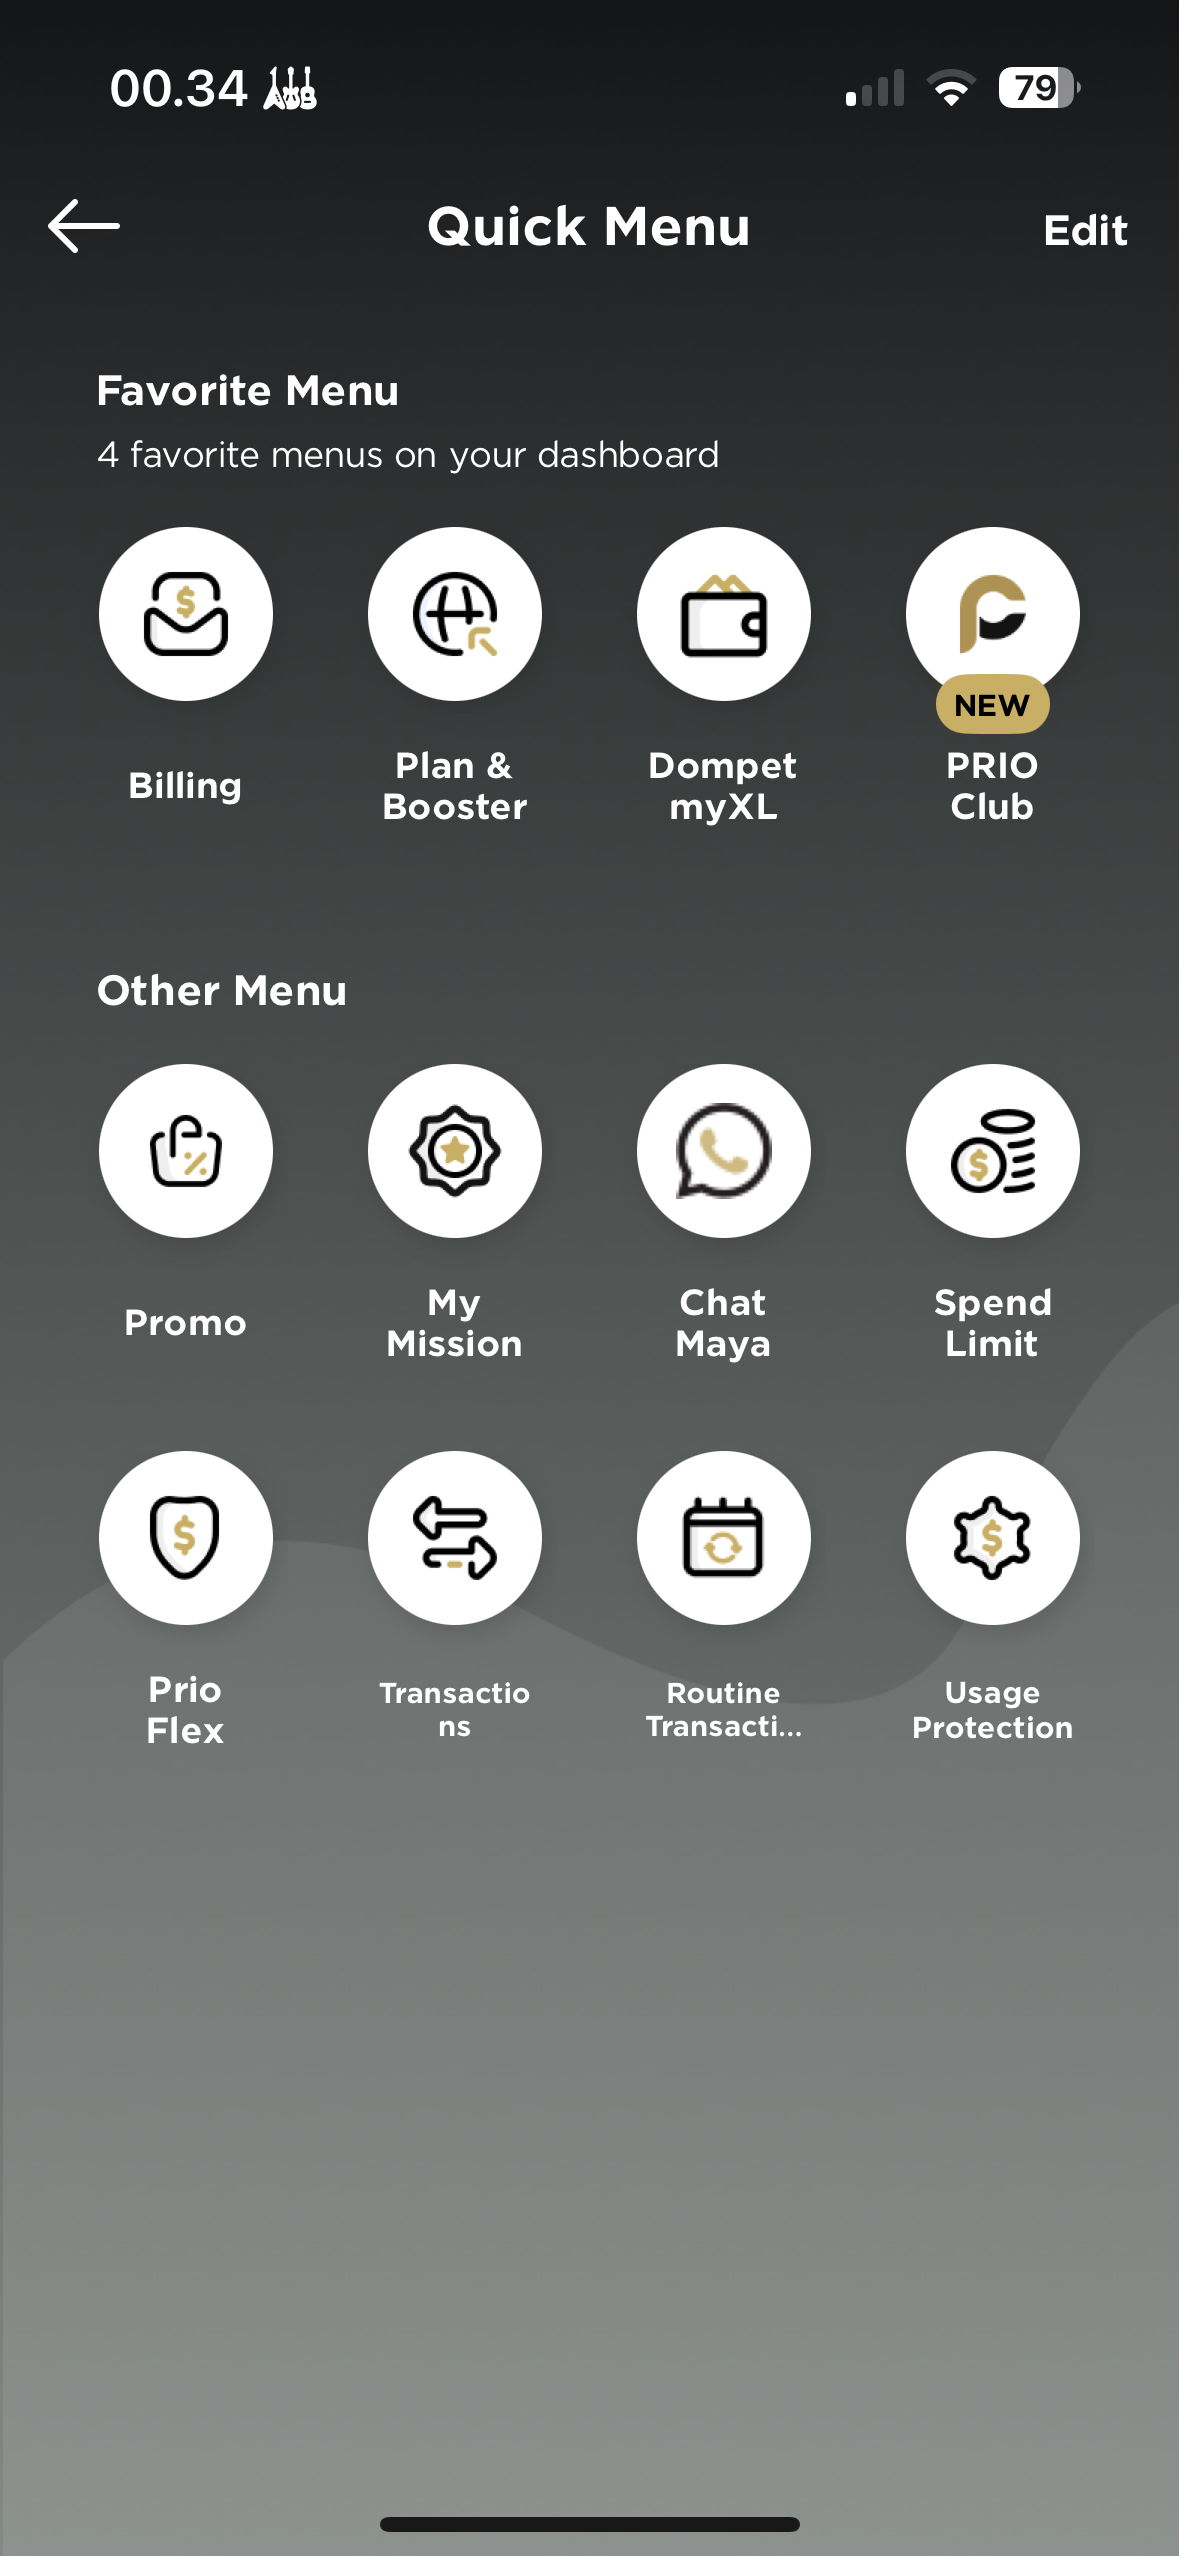 00.34
79
Quick Menu
Edit
Favorite Menu
4 favorite menus on your dashboard
NEW
Billing
Plan &
Booster
Dompet
myXL
PRIO
Club
Other Menu
Promo
My
Mission
Chat
Maya
Spend
Limit
Prio
Flex
Transactio
ns
Routine
Transacti...
Usage
Protection